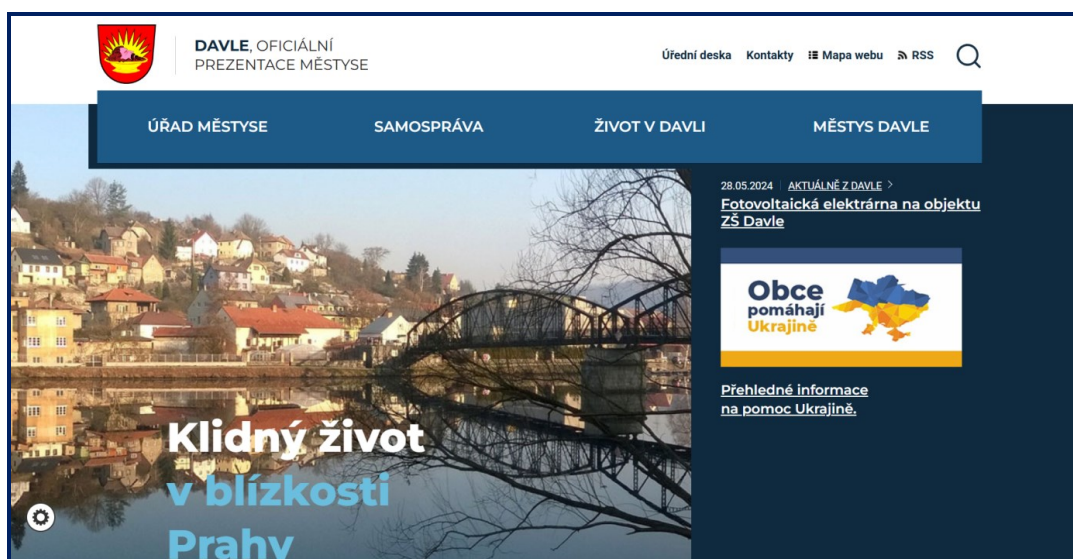 DAVLE, OFICIÁLNÍ
PREZENTACE MĚSTYSE
Úřední deska Kontakty Mapa webu RSS
ÚŘAD MĚSTYSE SAMOSPRÁVA ŽIVOT V DAVLI MĚSTYS DAVLE
28.05.2024 AKTUÁLNĚ Z DAVLE
Fotovoltaická elektrárna na objektu
ZŠ Davle
Obce
pomáhají
Ukrajině
Přehledné informace
na pomoc Ukrajině.
Klidný život
v blízkosti
Prahy